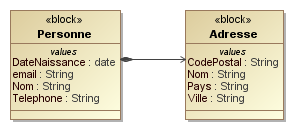 «block»
Personne
values
DateNaissance : date
email : String
Nom : String
Telephone : String
«block»
Adresse
values
CodePostal : String
Nom : String
Pays : String
Ville : String